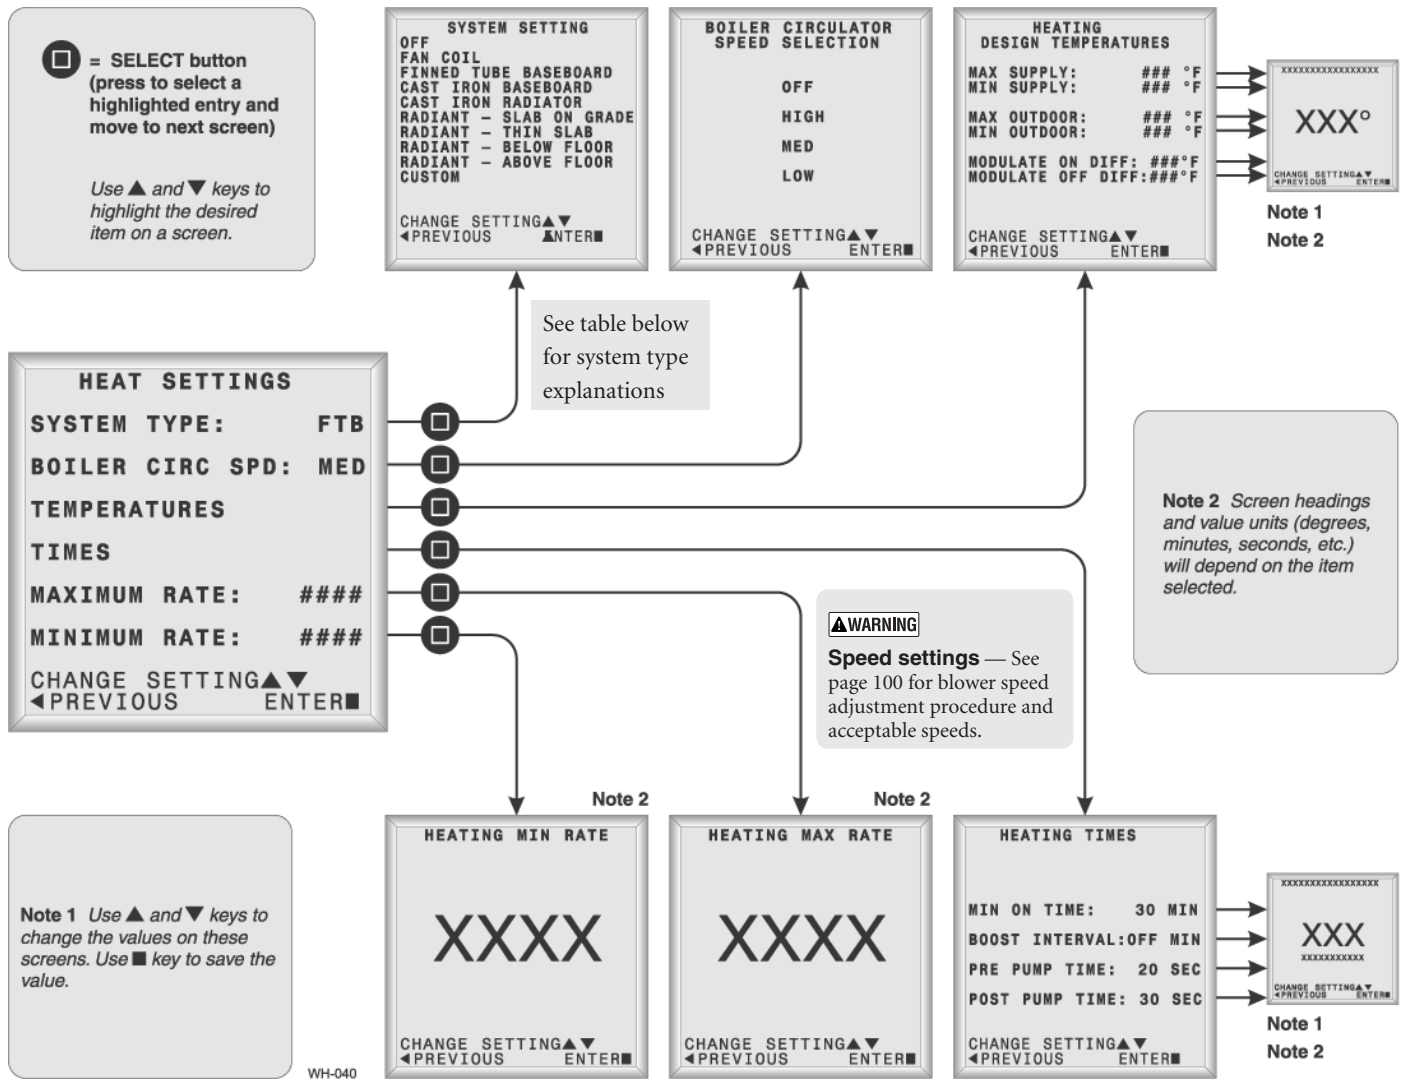 = SELECT button
(press to select a
highlighted entry and
move to next screen)
Use ▲ and ▼ keys to
highlight the desired
item on a screen.
SYSTEM SETTING
OFF
FAN COIL
FINNED TUBE BASEBOARD
CAST IRON BASEBOARD
CAST IRON RADIATOR
RADIANT – SLAB ON GRADE
RADIANT – THIN SLAB
RADIANT – BELOW FLOOR
RADIANT – ABOVE FLOOR
CUSTOM
CHANGE SETTING▲▼
◀PREVIOUS ENTER■
BOILER CIRCULATOR
SPEED SELECTION
OFF
HIGH
MED
LOW
CHANGE SETTING▲▼
◀PREVIOUS ENTER■
HEATING
DESIGN TEMPERATURES
MAX SUPPLY: ### °F
MIN SUPPLY: ### °F
MAX OUTDOOR: ### °F
MIN OUTDOOR: ### °F
MODULATE ON DIFF: ###°F
MODULATE OFF DIFF:###°F
CHANGE SETTING▲▼
◀PREVIOUS ENTER■
XXXXXXXXXXXXXXXXX
XXX°
CHANGE SETTING▲▼
◀PREVIOUS ENTER■
Note 1
Note 2
See table below
for system type
explanations
HEAT SETTINGS
SYSTEM TYPE: FTB
BOILER CIRC SPD: MED
TEMPERATURES
TIMES
MAXIMUM RATE: ####
MINIMUM RATE: ####
CHANGE SETTING▲▼
◀PREVIOUS ENTER■
Note 2 Screen headings
and value units (degrees,
minutes, seconds, etc.)
will depend on the item
selected.
WARNING
Speed settings — See
page 100 for blower speed
adjustment procedure and
acceptable speeds.
Note 1 Use ▲ and ▼ keys to
change the values on these
screens. Use ■ key to save the
value.
WH-040
Note 2
HEATING MIN RATE
XXXX
CHANGE SETTING▲▼
◀PREVIOUS ENTER■
Note 2
HEATING MAX RATE
XXXX
CHANGE SETTING▲▼
◀PREVIOUS ENTER■
HEATING TIMES
MIN ON TIME: 30 MIN
BOOST INTERVAL:OFF MIN
PRE PUMP TIME: 20 SEC
POST PUMP TIME: 30 SEC
CHANGE SETTING▲▼
◀PREVIOUS ENTER■
XXXXXXXXXXXXXXXXX
XXX
XXXXXXXXXXX
CHANGE SETTING▲▼
◀PREVIOUS ENTER■
Note 1
Note 2